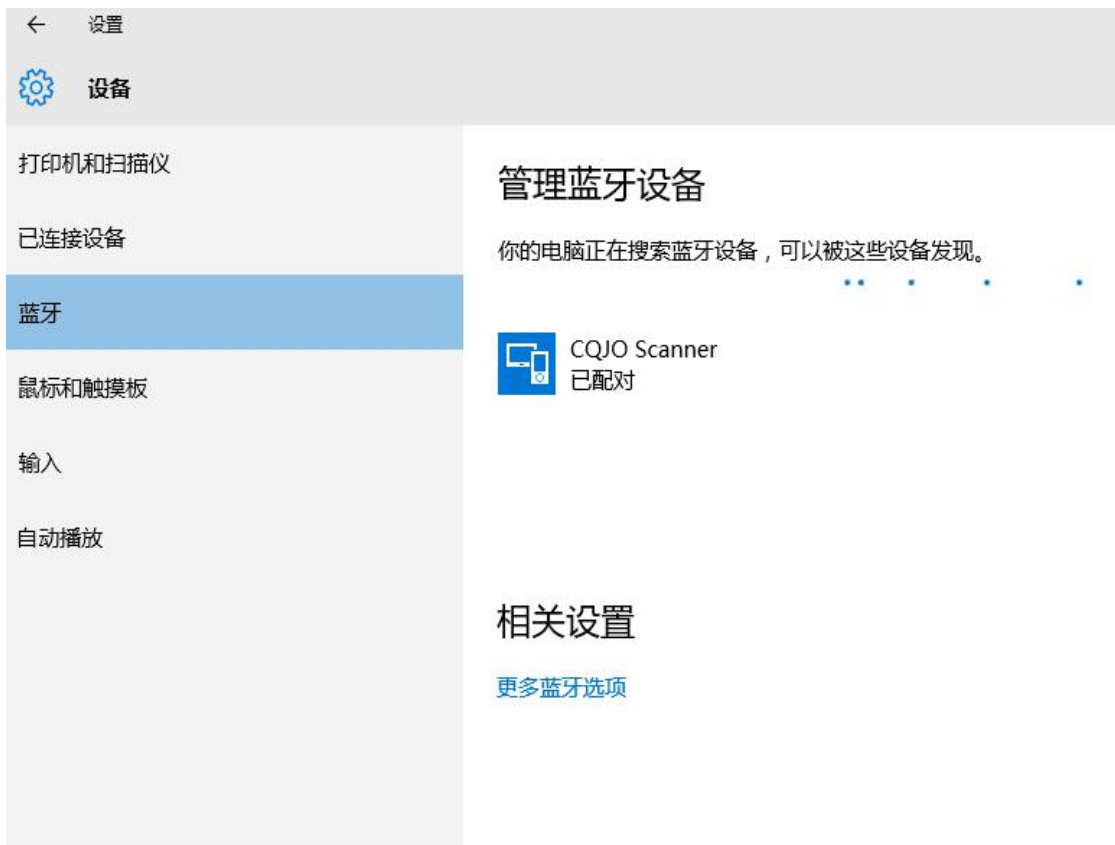 设置
设备
打印机和扫描仪
已连接设备
蓝牙
鼠标和触摸板
输入
自动播放
管理蓝牙设备
你的电脑正在搜索蓝牙设备，可以被这些设备发现。
CQJO Scanner
已配对
相关设置
更多蓝牙选项